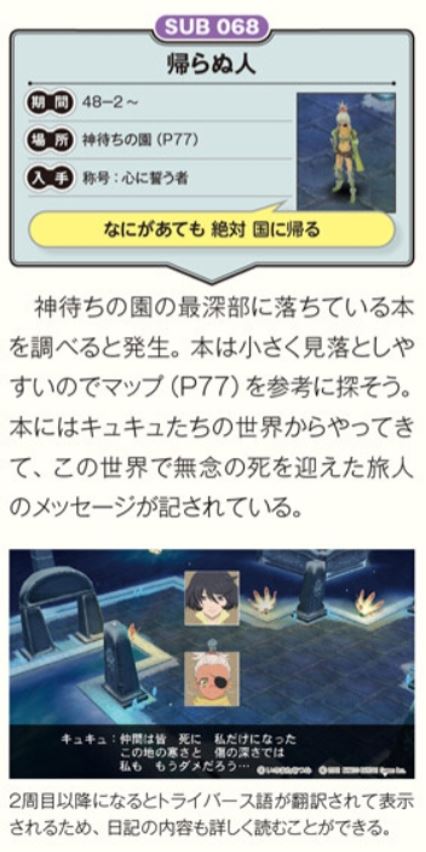 SUB 068
帰らぬ人
期間 48−2～
場所 神待ちの園（P77）
入手 称号：心に誓う者
なにがあても 絶対 国に帰る
神待ちの園の最深部に落ちている本
を調べると発生。本は小さく見落としや
すいのでマップ（P77）を参考に探そう。
本にはキュキュたちの世界からやってき
て、この世界で無念の死を迎えた旅人
のメッセージが記されている。
キュキュ：仲間は皆　死に　私だけになった
この地の寒さと　傷の深さでは
私も　もうダメだろう…
2周目以降になるとトライバース語が翻訳されて表示
されるため、日記の内容も詳しく読むことができる。